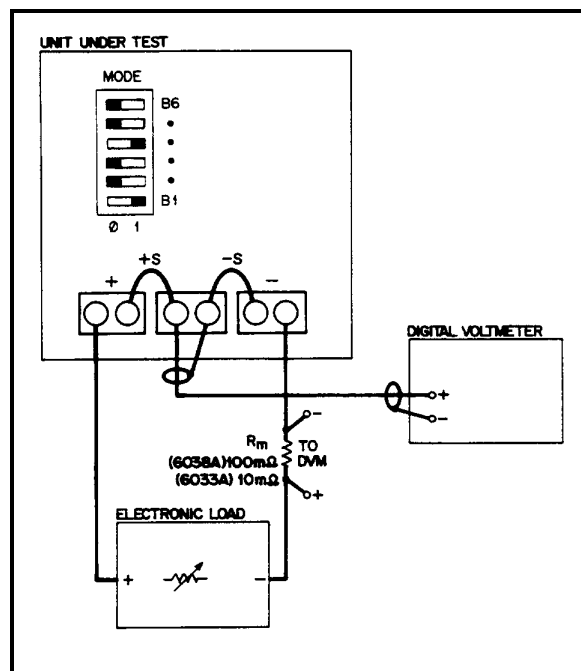 UNIT UNDER TEST
MODE
B6
B1
Ø 1
+ +S -S -
DIGITAL VOLTMETER
+
-
-
Rm TO
(6038A)100mΩ DVM
(6033A) 10mΩ
+
ELECTRONIC LOAD
+ -